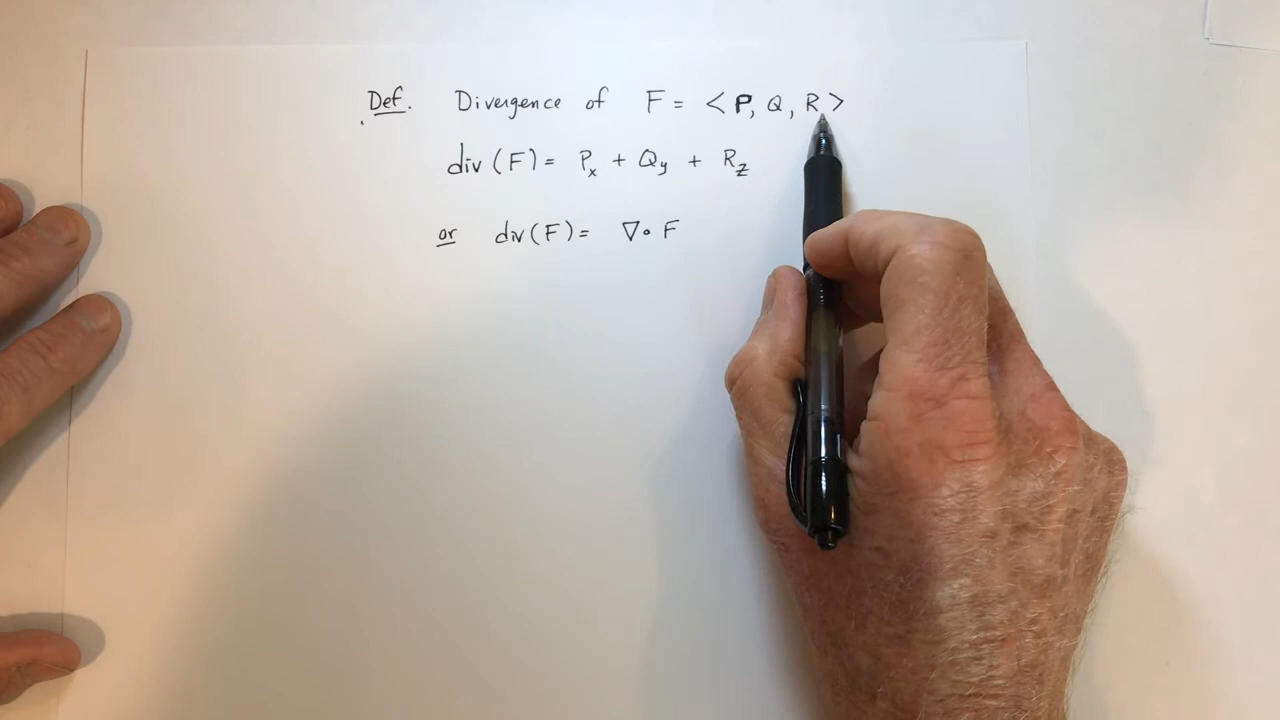 Def. Divergence of F = < P, Q, R >
div (F) = Pₓ + Qy + Rz
or div (F) = ∇ ∘ F